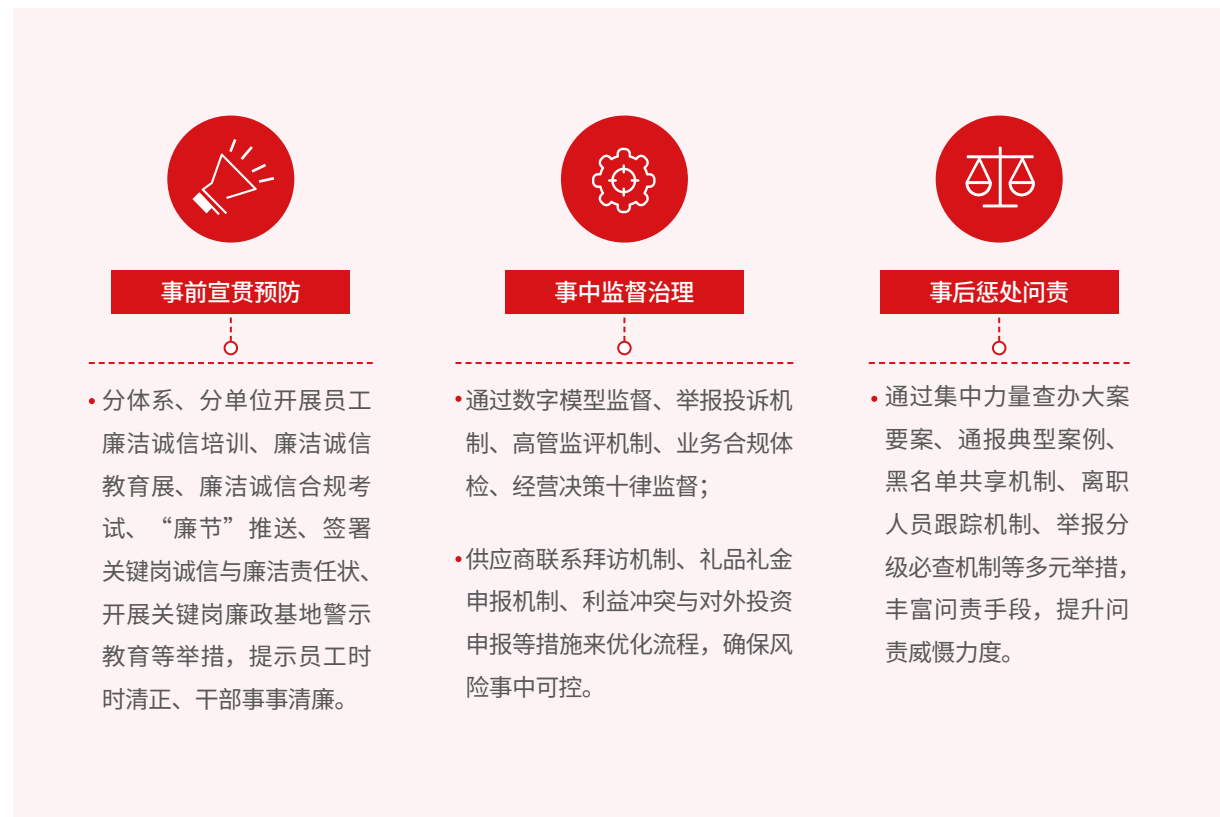 事前宣贯预防
• 分体系、分单位开展员工
廉洁诚信培训、廉洁诚信
教育展、廉洁诚信合规考
试、“廉节”推送、签署
关键岗诚信与廉洁责任状、
开展关键岗廉政基地警示
教育等举措，提示员工时
时清正、干部事事清廉。
事中监督治理
• 通过数字模型监督、举报投诉机
制、高管监评机制、业务合规体
检、经营决策十律监督；
• 供应商联系拜访机制、礼品礼金
申报机制、利益冲突与对外投资
申报等措施来优化流程，确保风
险事中可控。
事后惩处问责
• 通过集中力量查办大案
要案、通报典型案例、
黑名单共享机制、离职
人员跟踪机制、举报分
级必查机制等多元举措，
丰富问责手段，提升问
责威慑力度。